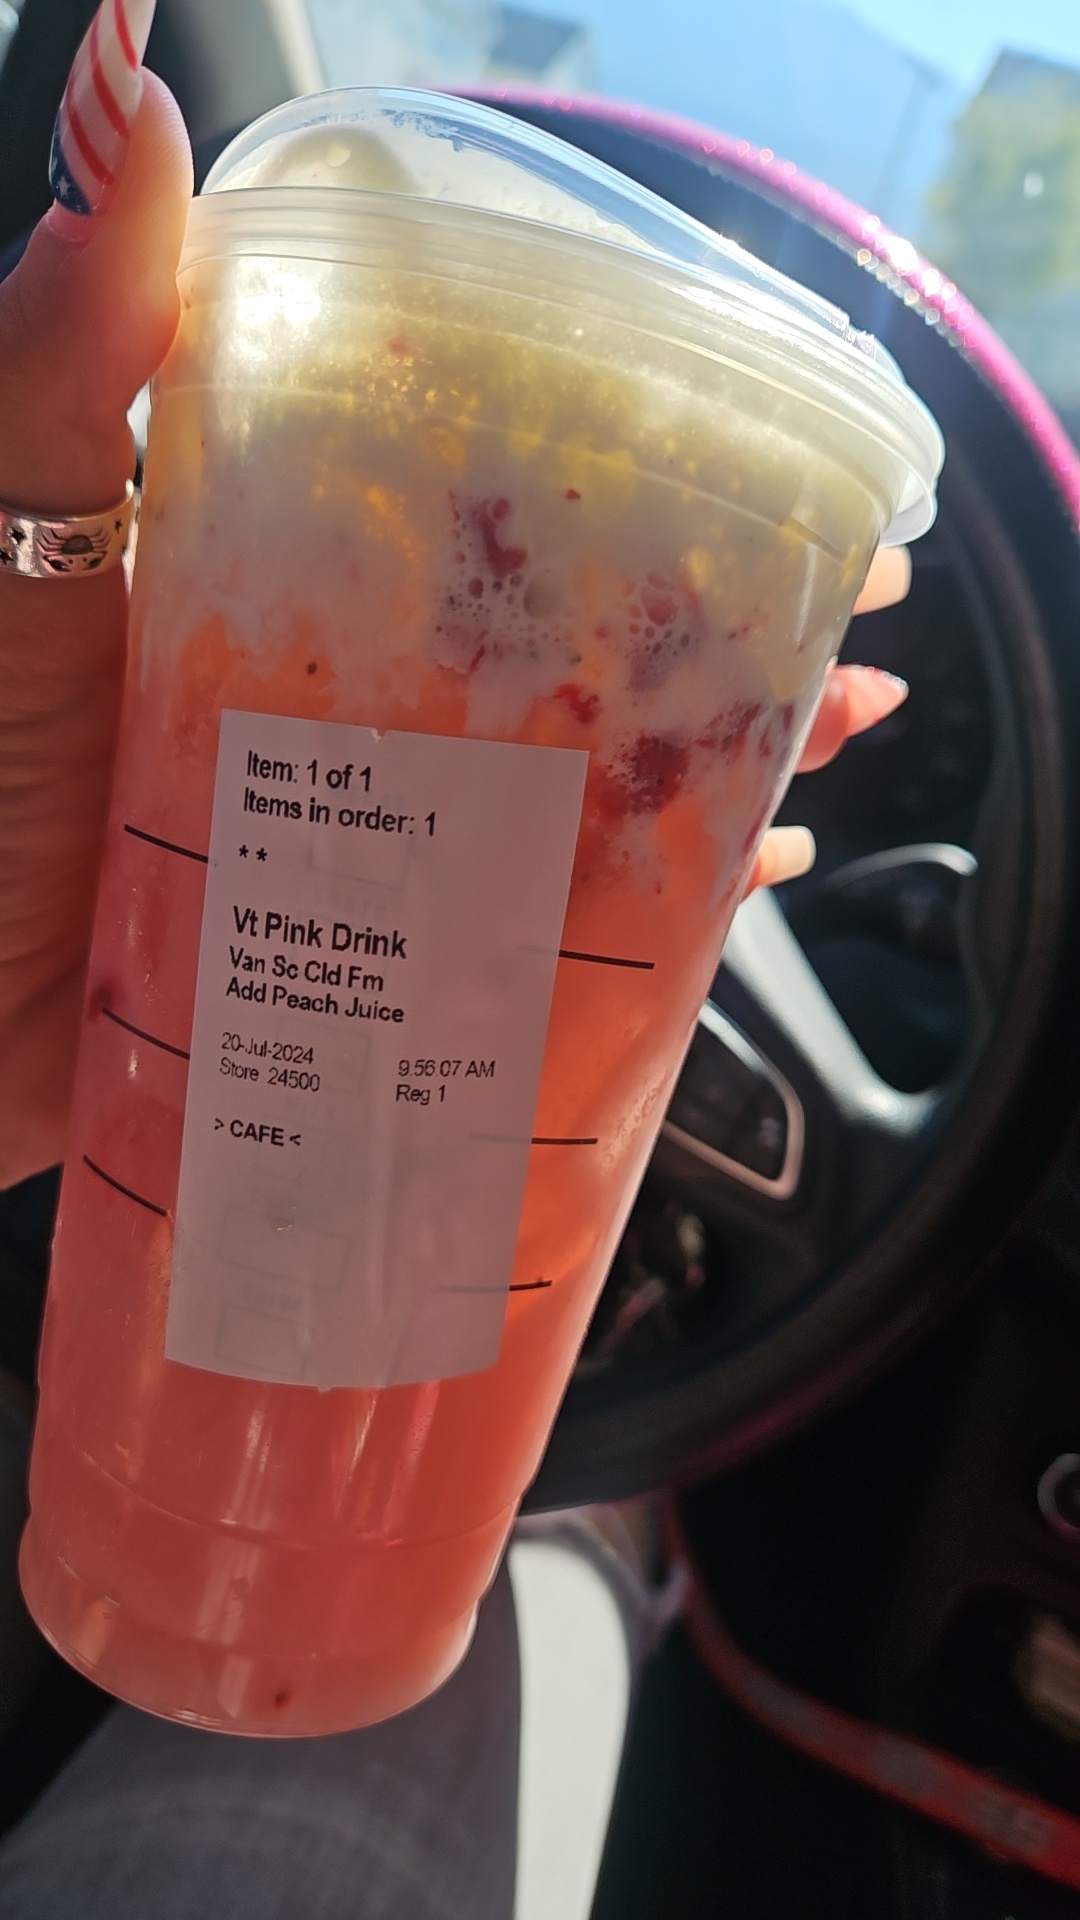 Item: 1 of 1
Items in order: 1
* *
Vt Pink Drink
Van Sc Cld Fm
Add Peach Juice
20-Jul-2024 9:56:07 AM
Store 24500 Reg 1
> CAFE <